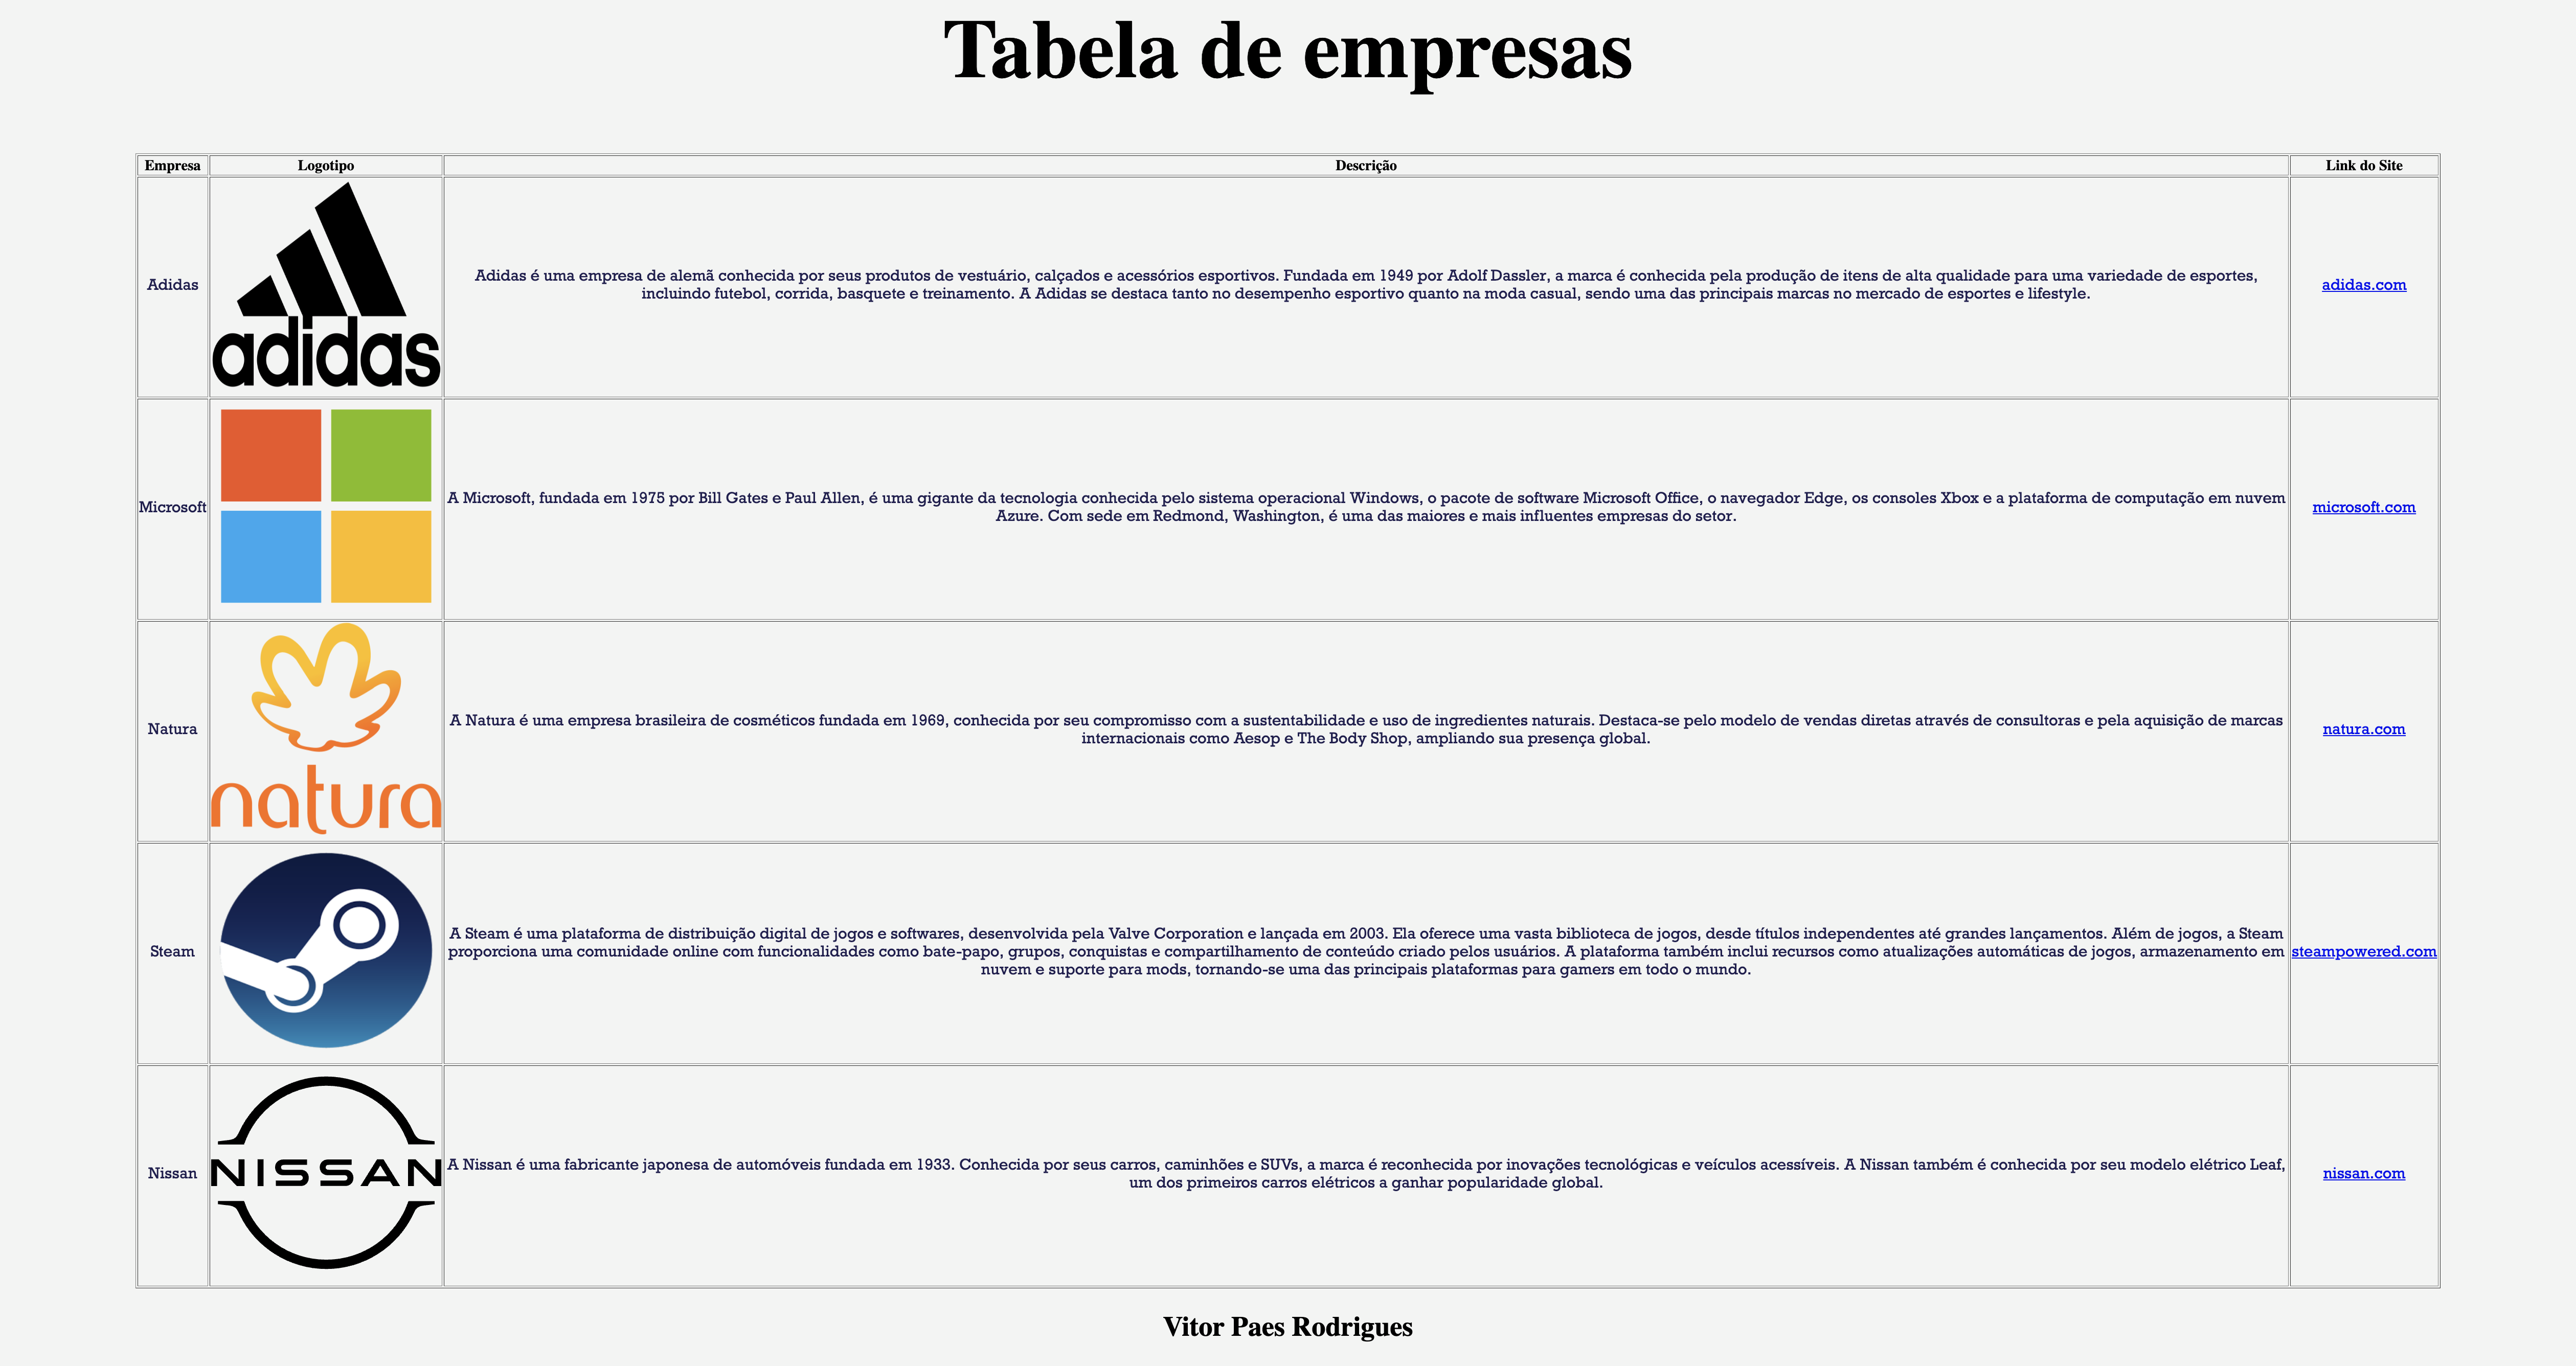 Tabela de empresas
Empresa
Logotipo
Descrição
Link do Site
Adidas
adidas
Adidas é uma empresa de alemã conhecida por seus produtos de vestuário, calçados e acessórios esportivos. Fundada em 1949 por Adolf Dassler, a marca é conhecida pela produção de itens de alta qualidade para uma variedade de esportes,
incluindo futebol, corrida, basquete e treinamento. A Adidas se destaca tanto no desempenho esportivo quanto na moda casual, sendo uma das principais marcas no mercado de esportes e lifestyle.
adidas.com
Microsoft
A Microsoft, fundada em 1975 por Bill Gates e Paul Allen, é uma gigante da tecnologia conhecida pelo sistema operacional Windows, o pacote de software Microsoft Office, o navegador Edge, os consoles Xbox e a plataforma de computação em nuvem
Azure. Com sede em Redmond, Washington, é uma das maiores e mais influentes empresas do setor.
microsoft.com
Natura
natura
A Natura é uma empresa brasileira de cosméticos fundada em 1969, conhecida por seu compromisso com a sustentabilidade e uso de ingredientes naturais. Destaca-se pelo modelo de vendas diretas através de consultoras e pela aquisição de marcas
internacionais como Aesop e The Body Shop, ampliando sua presença global.
natura.com
Steam
A Steam é uma plataforma de distribuição digital de jogos e softwares, desenvolvida pela Valve Corporation e lançada em 2003. Ela oferece uma vasta biblioteca de jogos, desde títulos independentes até grandes lançamentos. Além de jogos, a Steam
proporciona uma comunidade online com funcionalidades como bate-papo, grupos, conquistas e compartilhamento de conteúdo criado pelos usuários. A plataforma também inclui recursos como atualizações automáticas de jogos, armazenamento em
nuvem e suporte para mods, tornando-se uma das principais plataformas para gamers em todo o mundo.
steampowered.com
Nissan
NISSAN
A Nissan é uma fabricante japonesa de automóveis fundada em 1933. Conhecida por seus carros, caminhões e SUVs, a marca é reconhecida por inovações tecnológicas e veículos acessíveis. A Nissan também é conhecida por seu modelo elétrico Leaf,
um dos primeiros carros elétricos a ganhar popularidade global.
nissan.com
Vitor Paes Rodrigues